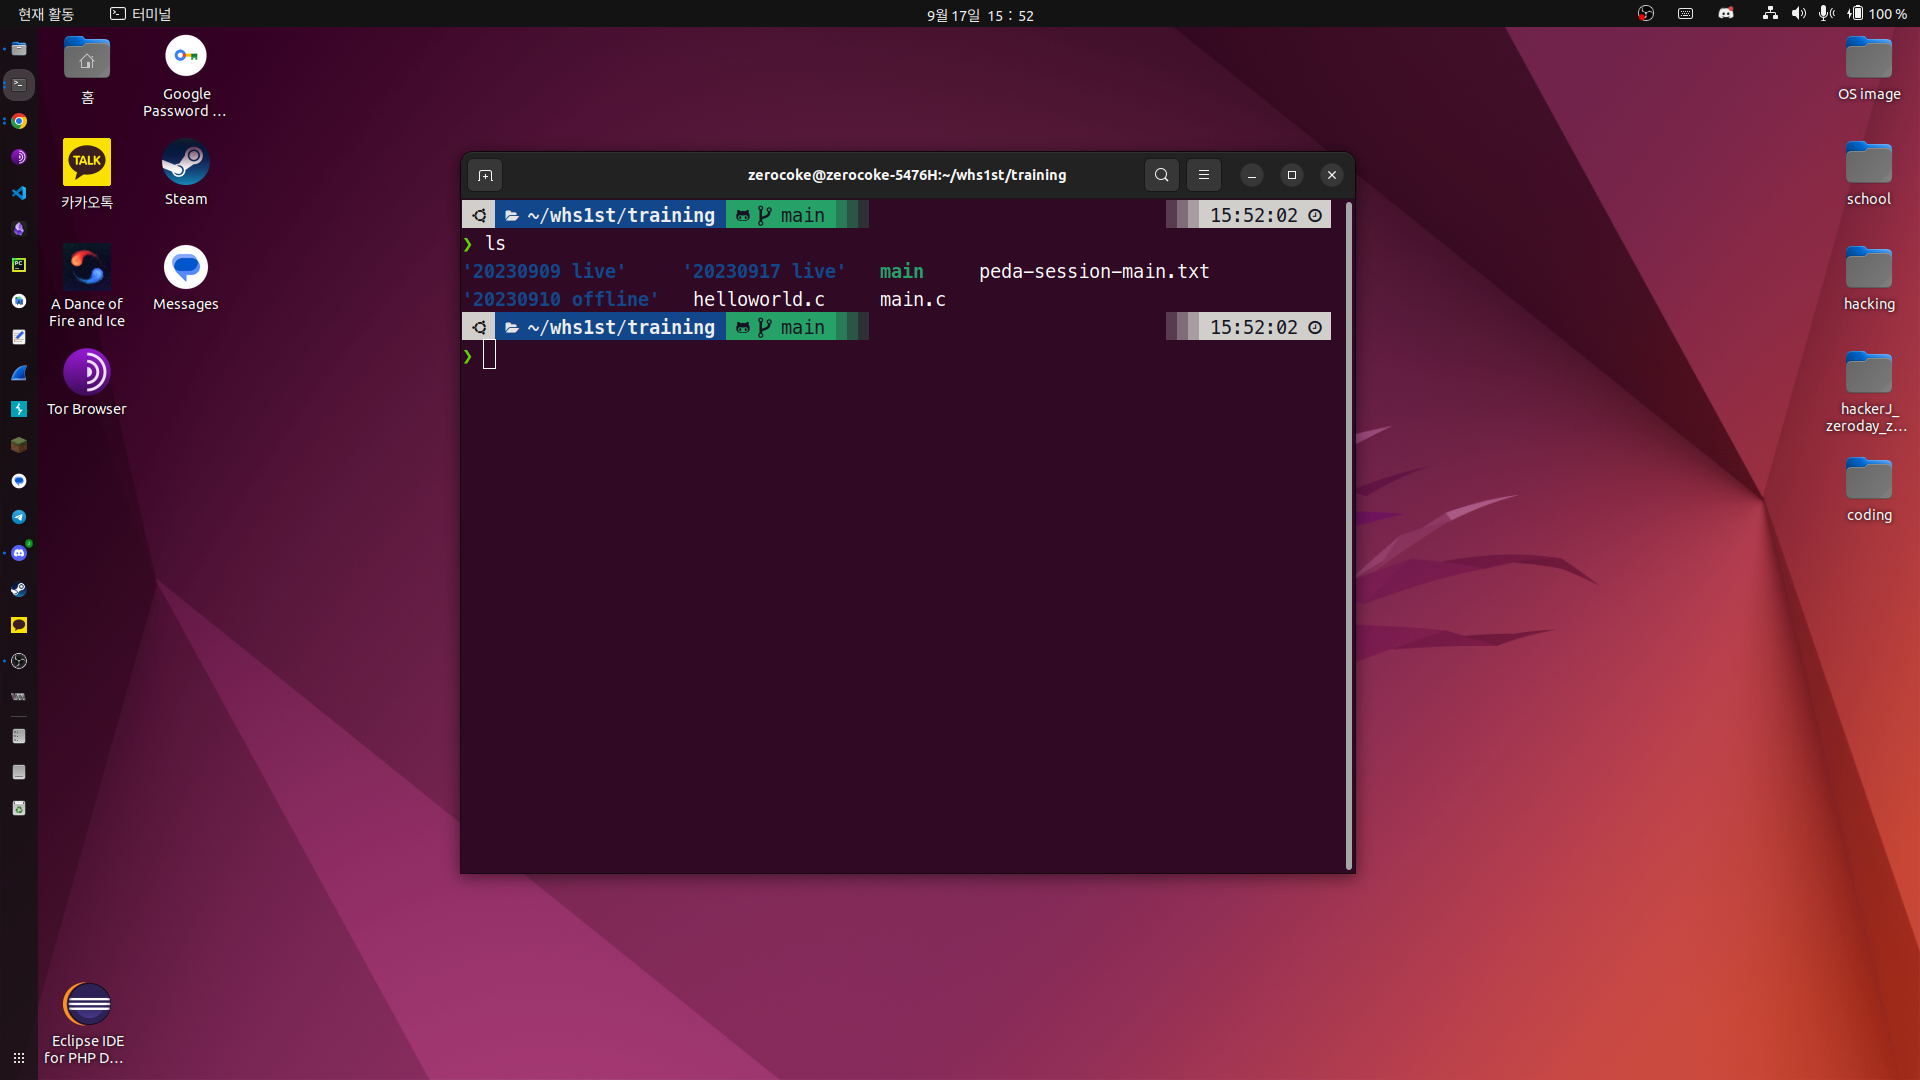 현재 활동
터미널
9월 17일 15 : 52
100 %
홈
Google
Password ...
TALK
카카오톡
Steam
A Dance of
Fire and Ice
Messages
Tor Browser
Eclipse IDE
for PHP D...
zerocoke@zerocoke-5476H:~/whs1st/training
~/whs1st/training main 15:52:02
❯ ls
'20230909 live' '20230917 live' main peda-session-main.txt
'20230910 offline' helloworld.c main.c
~/whs1st/training main 15:52:02
❯
OS image
school
hacking
hackerJ_
zeroday_z...
coding